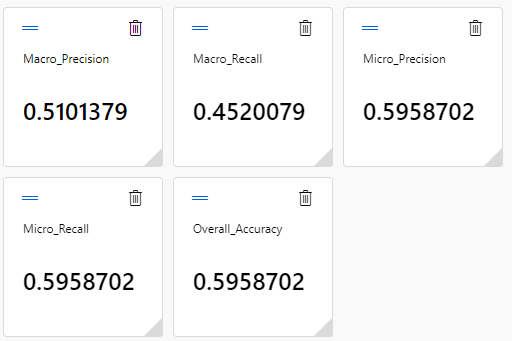 Macro_Precision
0.5101379
Macro_Recall
0.4520079
Micro_Precision
0.5958702
Micro_Recall
0.5958702
Overall_Accuracy
0.5958702